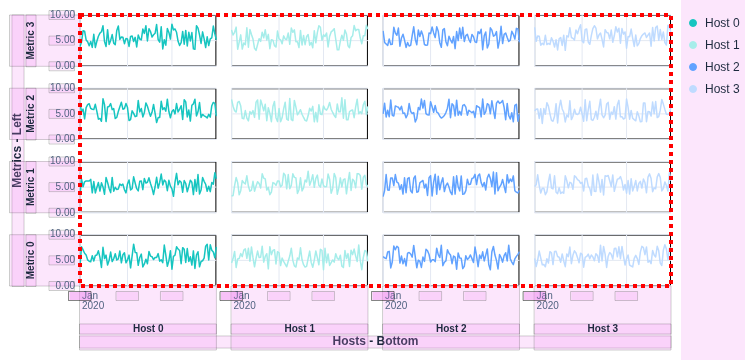 Metrics - Left
Metric 3
10.00
5.00
0.00
Metric 2
10.00
5.00
0.00
Metric 1
10.00
5.00
0.00
Metric 0
10.00
5.00
0.00
Jan
2020
Jan
2020
Jan
2020
Jan
2020
Host 0
Host 1
Host 2
Host 3
Hosts - Bottom
Host 0
Host 1
Host 2
Host 3